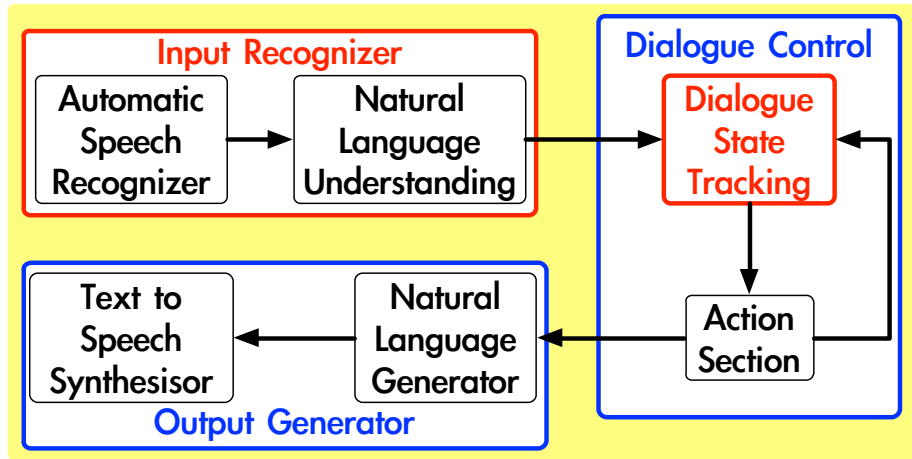 Input Recognizer
Automatic
Speech
Recognizer
Natural
Language
Understanding
Dialogue Control
Dialogue
State
Tracking
Action
Section
Natural
Language
Generator
Text to
Speech
Synthesisor
Output Generator